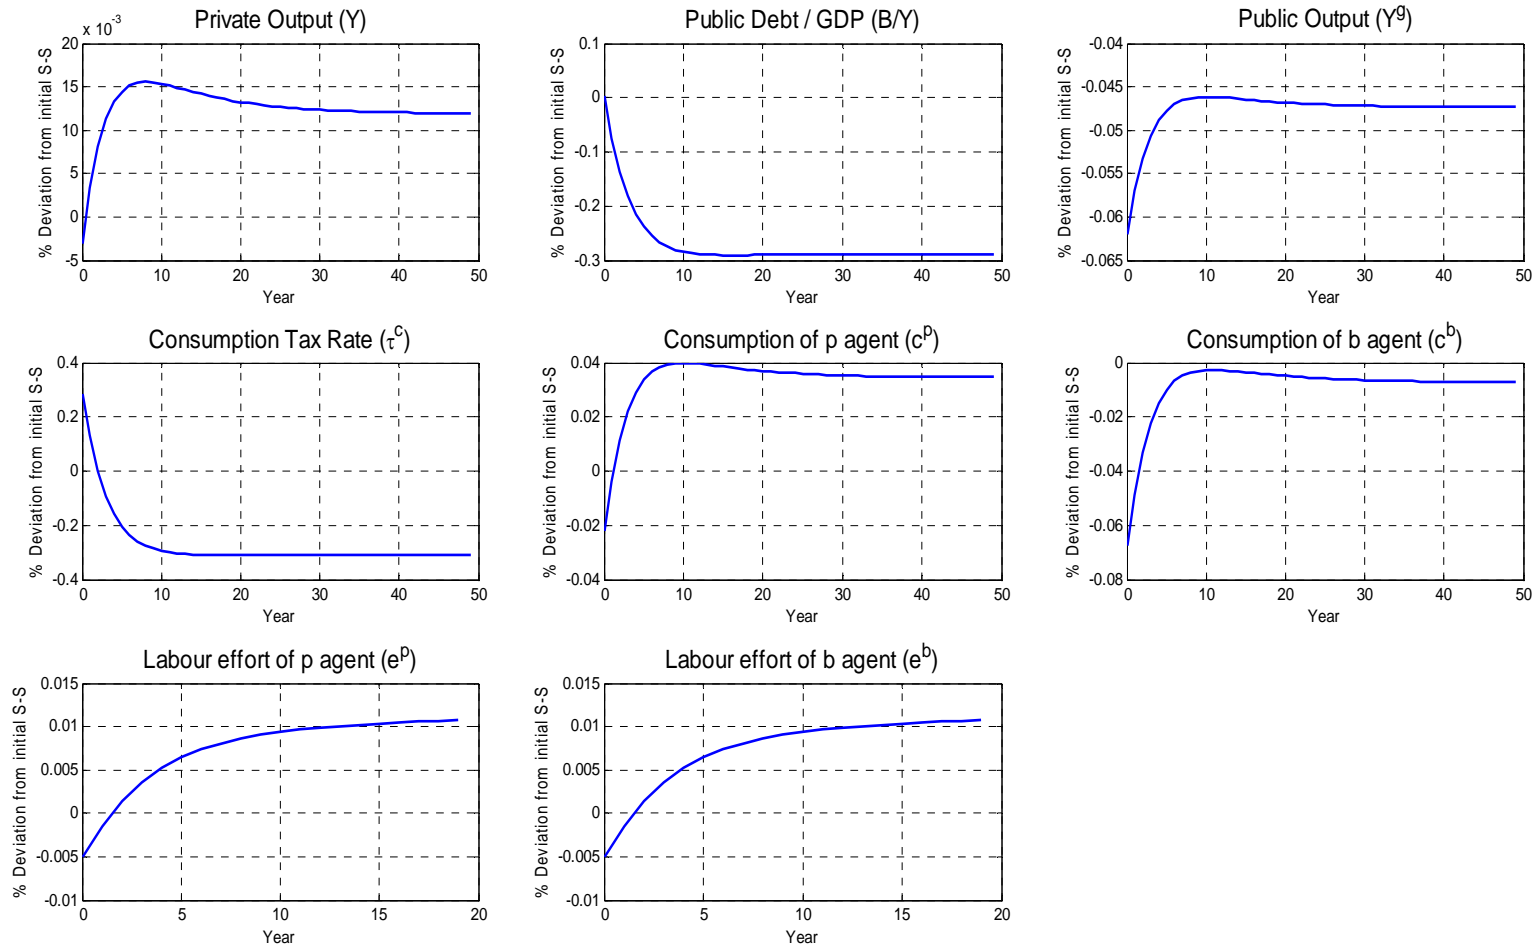 Private Output (Y)
x 10-3
% Deviation from initial S-S
20
15
10
5
0
-5
0 10 20 30 40 50
Year
Public Debt / GDP (B/Y)
% Deviation from initial S-S
0.1
0
-0.1
-0.2
-0.3
0 10 20 30 40 50
Year
Public Output (Yg)
% Deviation from initial S-S
-0.04
-0.045
-0.05
-0.055
-0.06
-0.065
0 10 20 30 40 50
Year
Consumption Tax Rate (τc)
% Deviation from initial S-S
0.4
0.2
0
-0.2
-0.4
0 10 20 30 40 50
Year
Consumption of p agent (cp)
% Deviation from initial S-S
0.04
0.02
0
-0.02
-0.04
0 10 20 30 40 50
Year
Consumption of b agent (cb)
% Deviation from initial S-S
0
-0.02
-0.04
-0.06
-0.08
0 10 20 30 40 50
Year
Labour effort of p agent (ep)
% Deviation from initial S-S
0.015
0.01
0.005
0
-0.005
-0.01
0 5 10 15 20
Year
Labour effort of b agent (eb)
% Deviation from initial S-S
0.015
0.01
0.005
0
-0.005
-0.01
0 5 10 15 20
Year